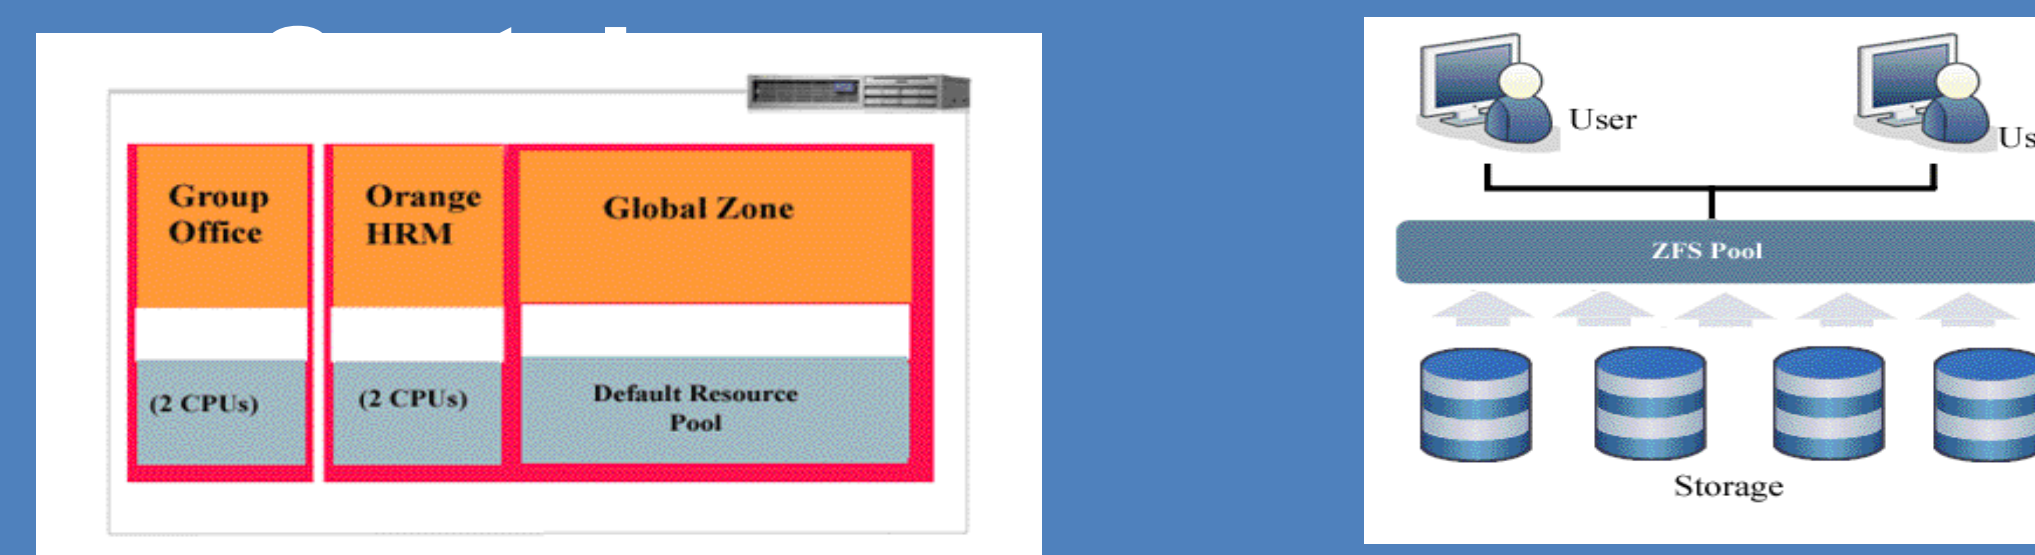 Group
Office
Orange
HRM
Global Zone
(2 CPUs)
(2 CPUs)
Default Resource
Pool
User
ZFS Pool
Storage